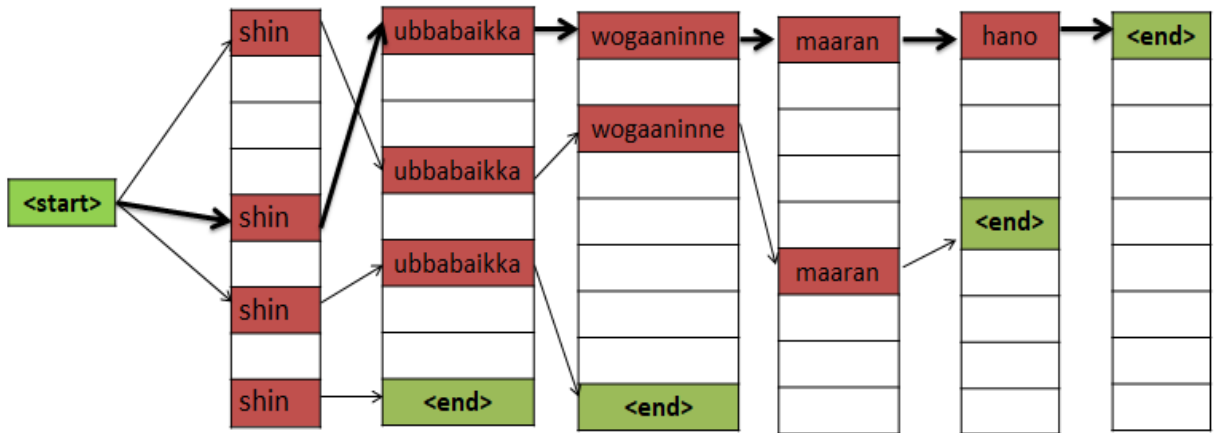 shin ubbabaikka wogaaninne maaran hano <end>
wogaaninne
ubbabaikka
<start> shin <end>
ubbabaikka maaran
shin
shin <end> <end>